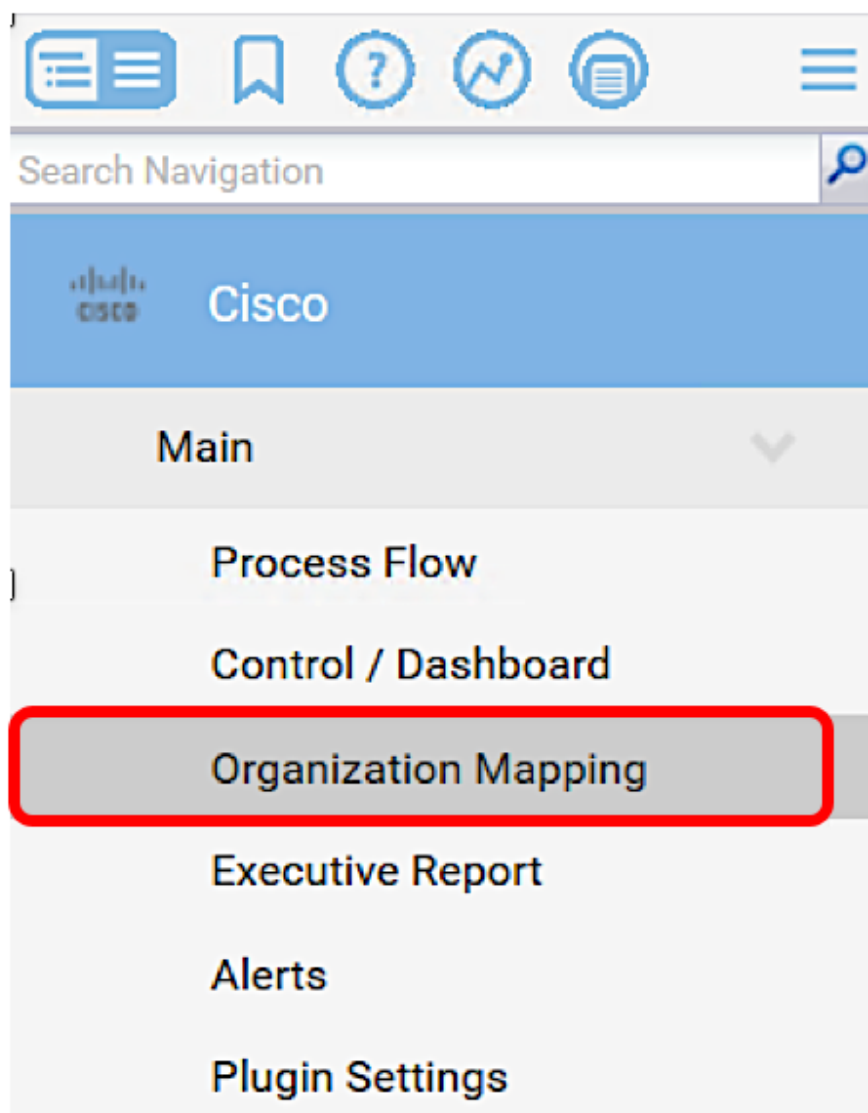 Search Navigation
CISCO Cisco
Main
Process Flow
Control / Dashboard
Organization Mapping
Executive Report
Alerts
Plugin Settings